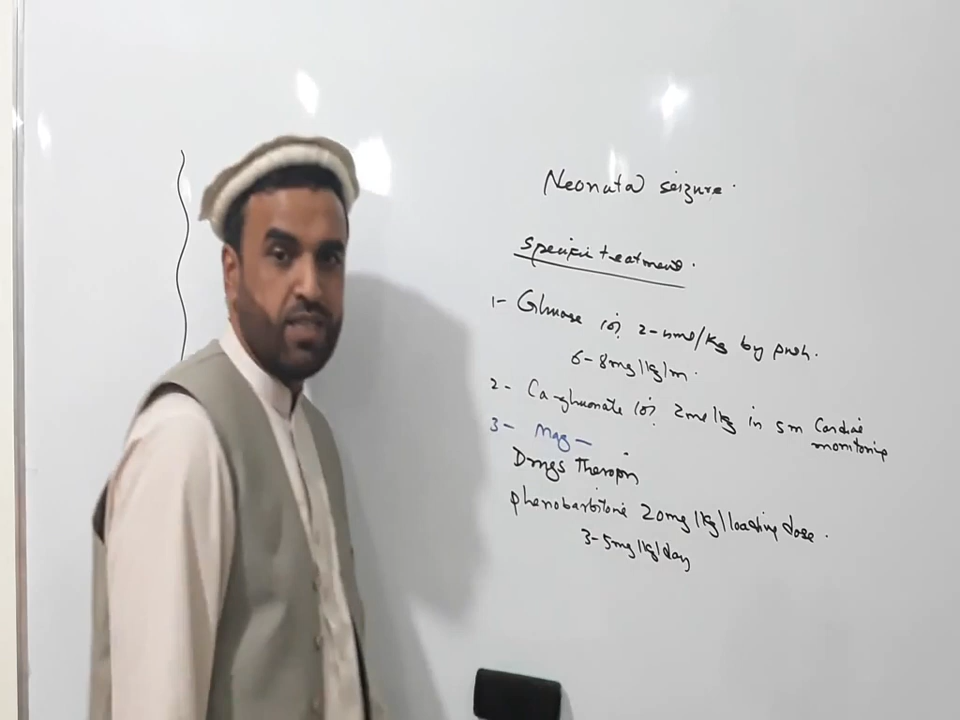 Neonatal seizure.
Specific treatment.
1- Glucose 10% 2-4ml/kg by push.
6-8mg/kg/m.
2- Ca-gluconate 10% 2ml/kg in 5m Cardiac monitoring
3- Mag -
Drugs Therapy
phenobarbitone 20mg/kg/loading dose.
3-5mg/kg/day